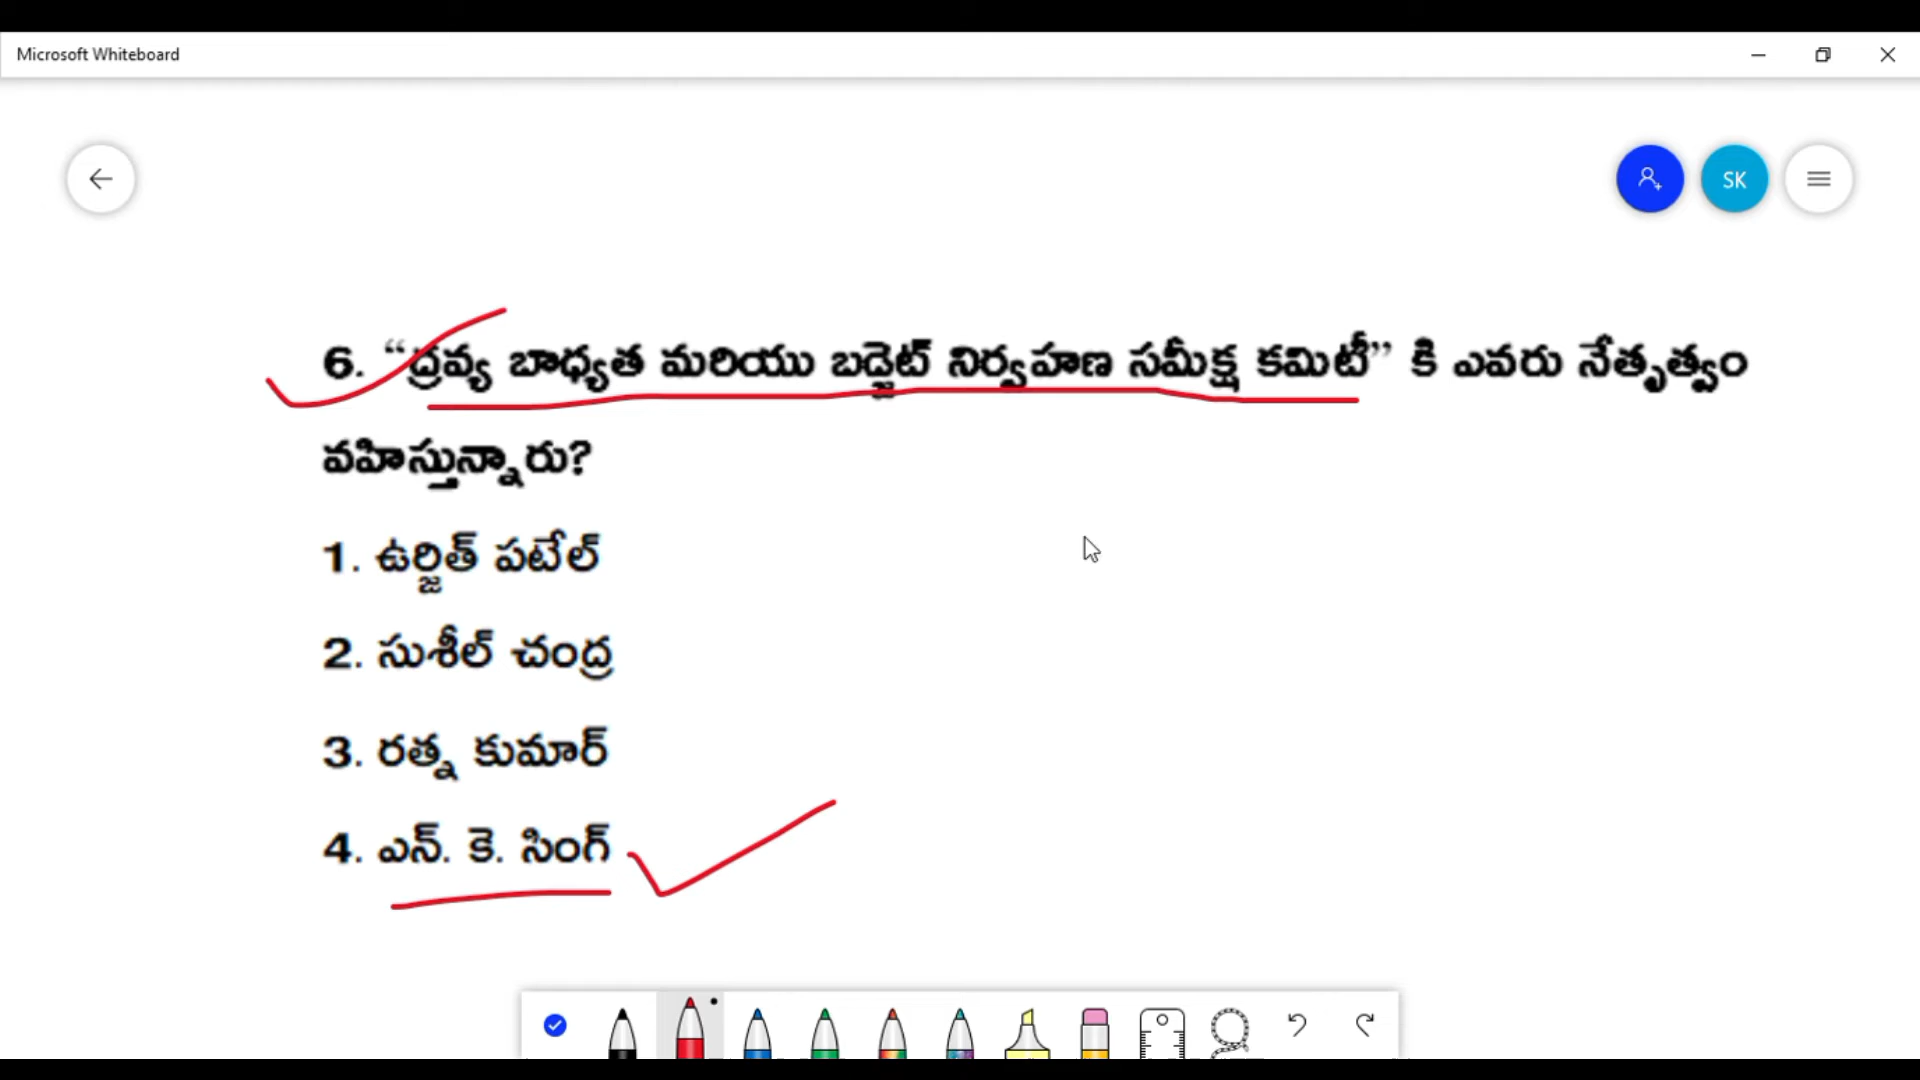 Microsoft Whiteboard
SK
6. “ద్రవ్య బాధ్యత మరియు బడ్జెట్ నిర్వహణ సమీక్ష కమిటీ” కి ఎవరు నేతృత్వం
వహిస్తున్నారు?
1. ఉర్జిత్ పటేల్
2. సుశీల్ చంద్ర
3. రత్న కుమార్
4. ఎన్. కె. సింగ్